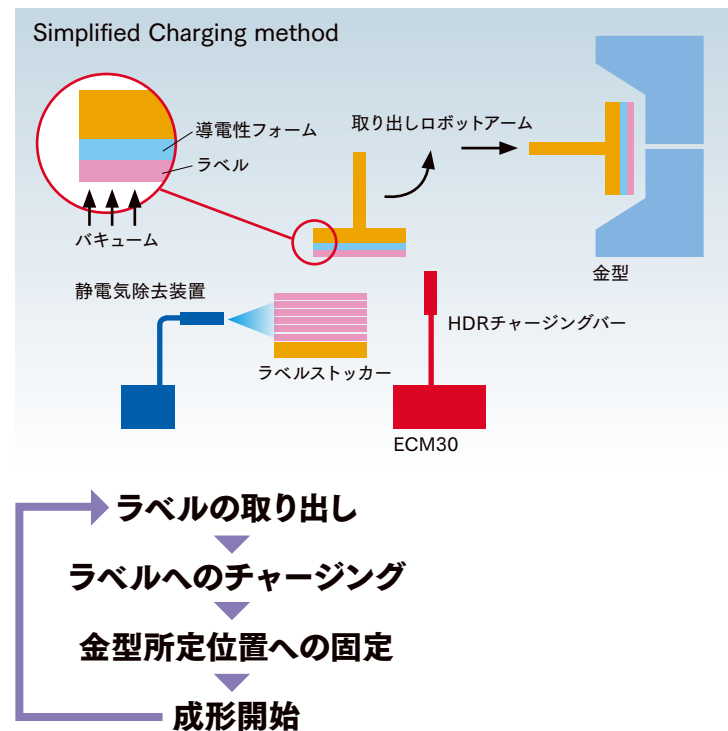 Simplified Charging method
導電性フォーム
ラベル
バキューム
取り出しロボットアーム
金型
静電気除去装置
ラベルストッカー
HDRチャージングバー
ECM30
ラベルの取り出し
ラベルへのチャージング
金型所定位置への固定
成形開始